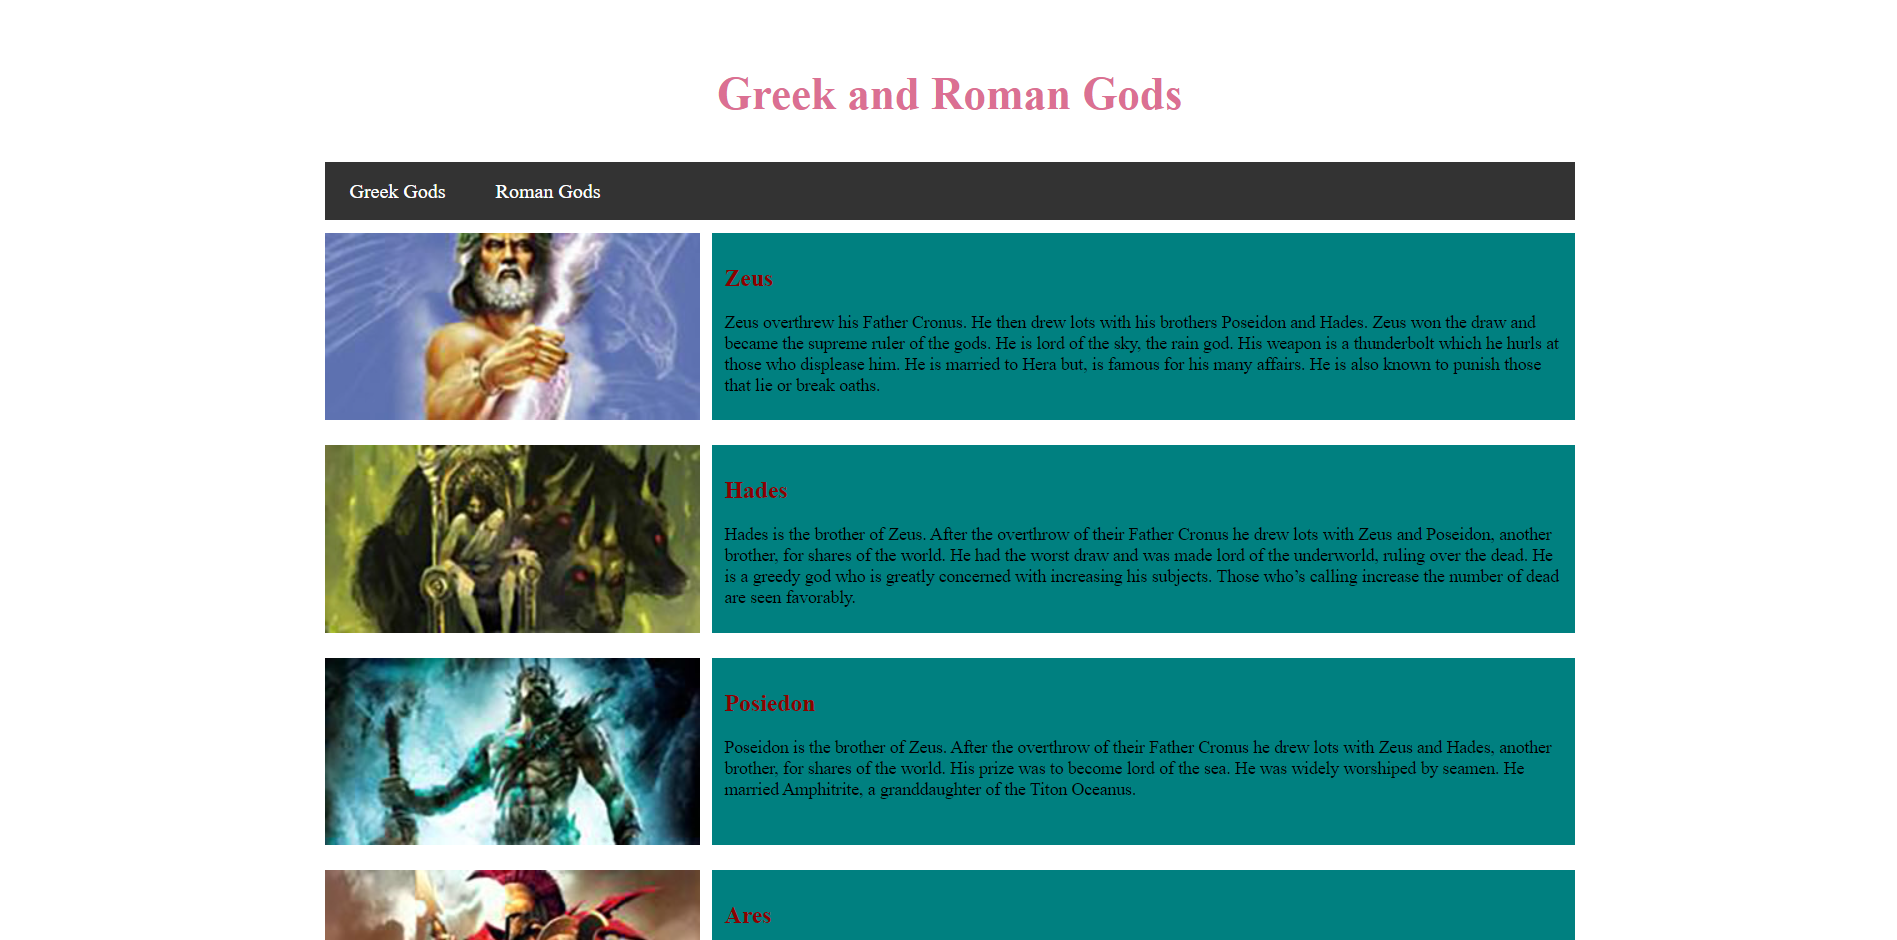 Greek and Roman Gods
Greek Gods Roman Gods
Zeus
Zeus overthrew his Father Cronus. He then drew lots with his brothers Poseidon and Hades. Zeus won the draw and
became the supreme ruler of the gods. He is lord of the sky, the rain god. His weapon is a thunderbolt which he hurls at
those who displease him. He is married to Hera but, is famous for his many affairs. He is also known to punish those
that lie or break oaths.
Hades
Hades is the brother of Zeus. After the overthrow of their Father Cronus he drew lots with Zeus and Poseidon, another
brother, for shares of the world. He had the worst draw and was made lord of the underworld, ruling over the dead. He
is a greedy god who is greatly concerned with increasing his subjects. Those who’s calling increase the number of dead
are seen favorably.
Posiedon
Poseidon is the brother of Zeus. After the overthrow of their Father Cronus he drew lots with Zeus and Hades, another
brother, for shares of the world. His prize was to become lord of the sea. He was widely worshiped by seamen. He
married Amphitrite, a granddaughter of the Titon Oceanus.
Ares